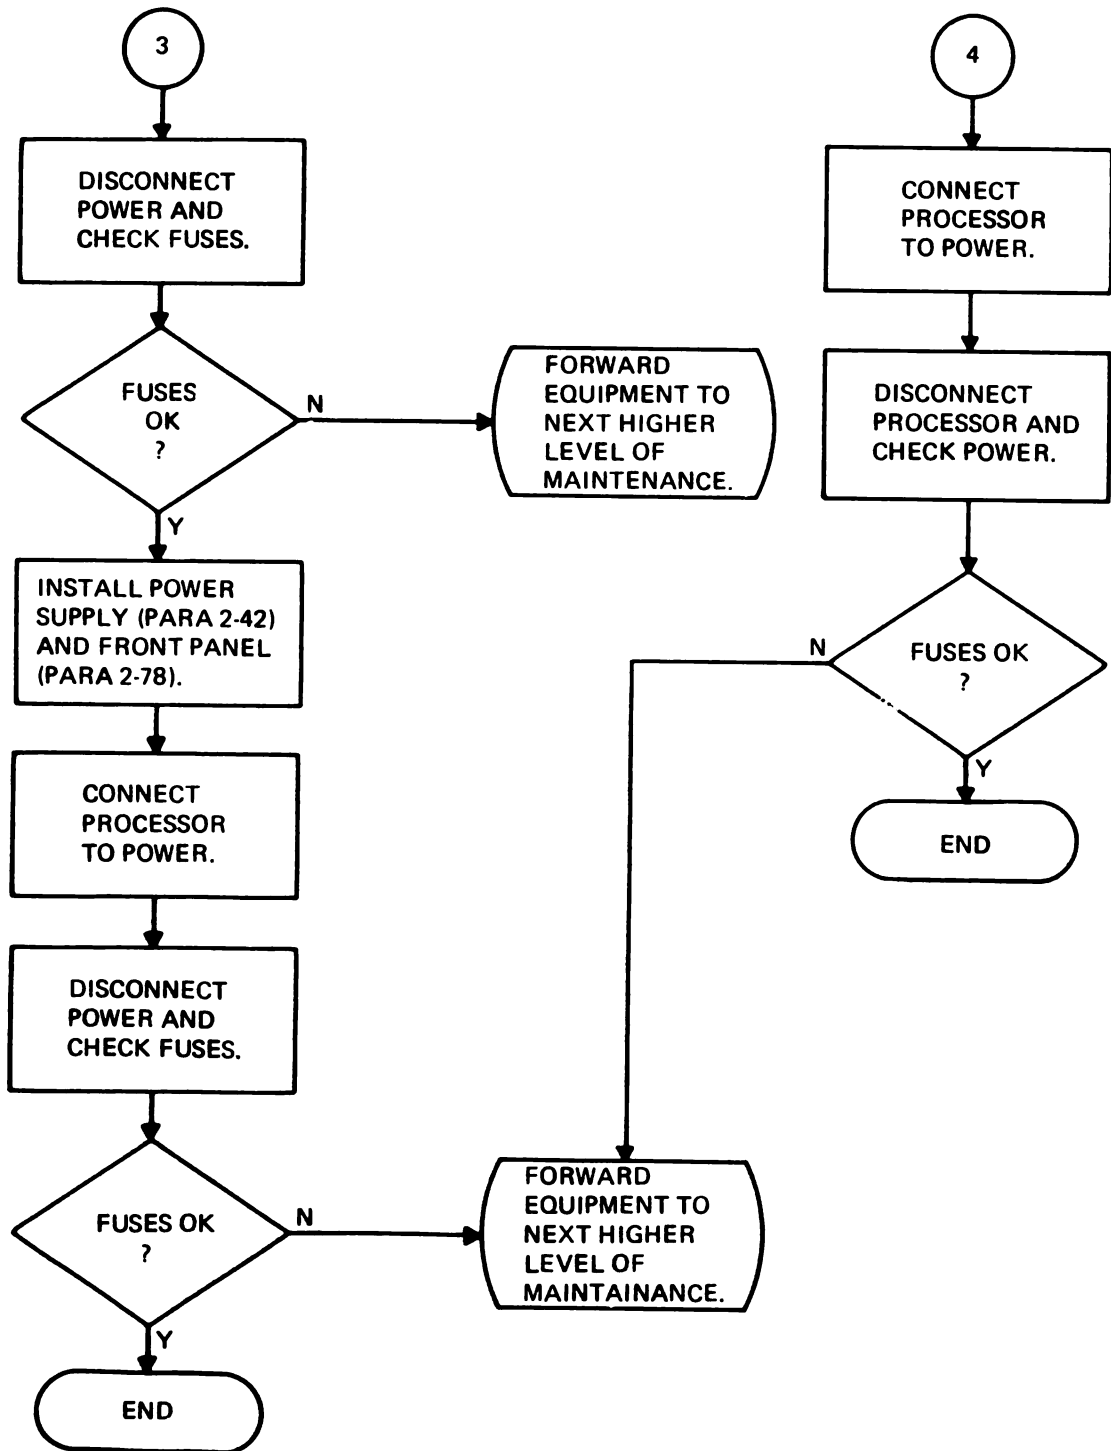 3
DISCONNECT
POWER AND
CHECK FUSES.
FUSES
OK
?
N
FORWARD
EQUIPMENT TO
NEXT HIGHER
LEVEL OF
MAINTENANCE.
Y
INSTALL POWER
SUPPLY (PARA 2-42)
AND FRONT PANEL
(PARA 2-78).
CONNECT
PROCESSOR
TO POWER.
DISCONNECT
POWER AND
CHECK FUSES.
FUSES OK
?
N
FORWARD
EQUIPMENT TO
NEXT HIGHER
LEVEL OF
MAINTAINANCE.
Y
END
4
CONNECT
PROCESSOR
TO POWER.
DISCONNECT
PROCESSOR AND
CHECK POWER.
FUSES OK
?
N
Y
END